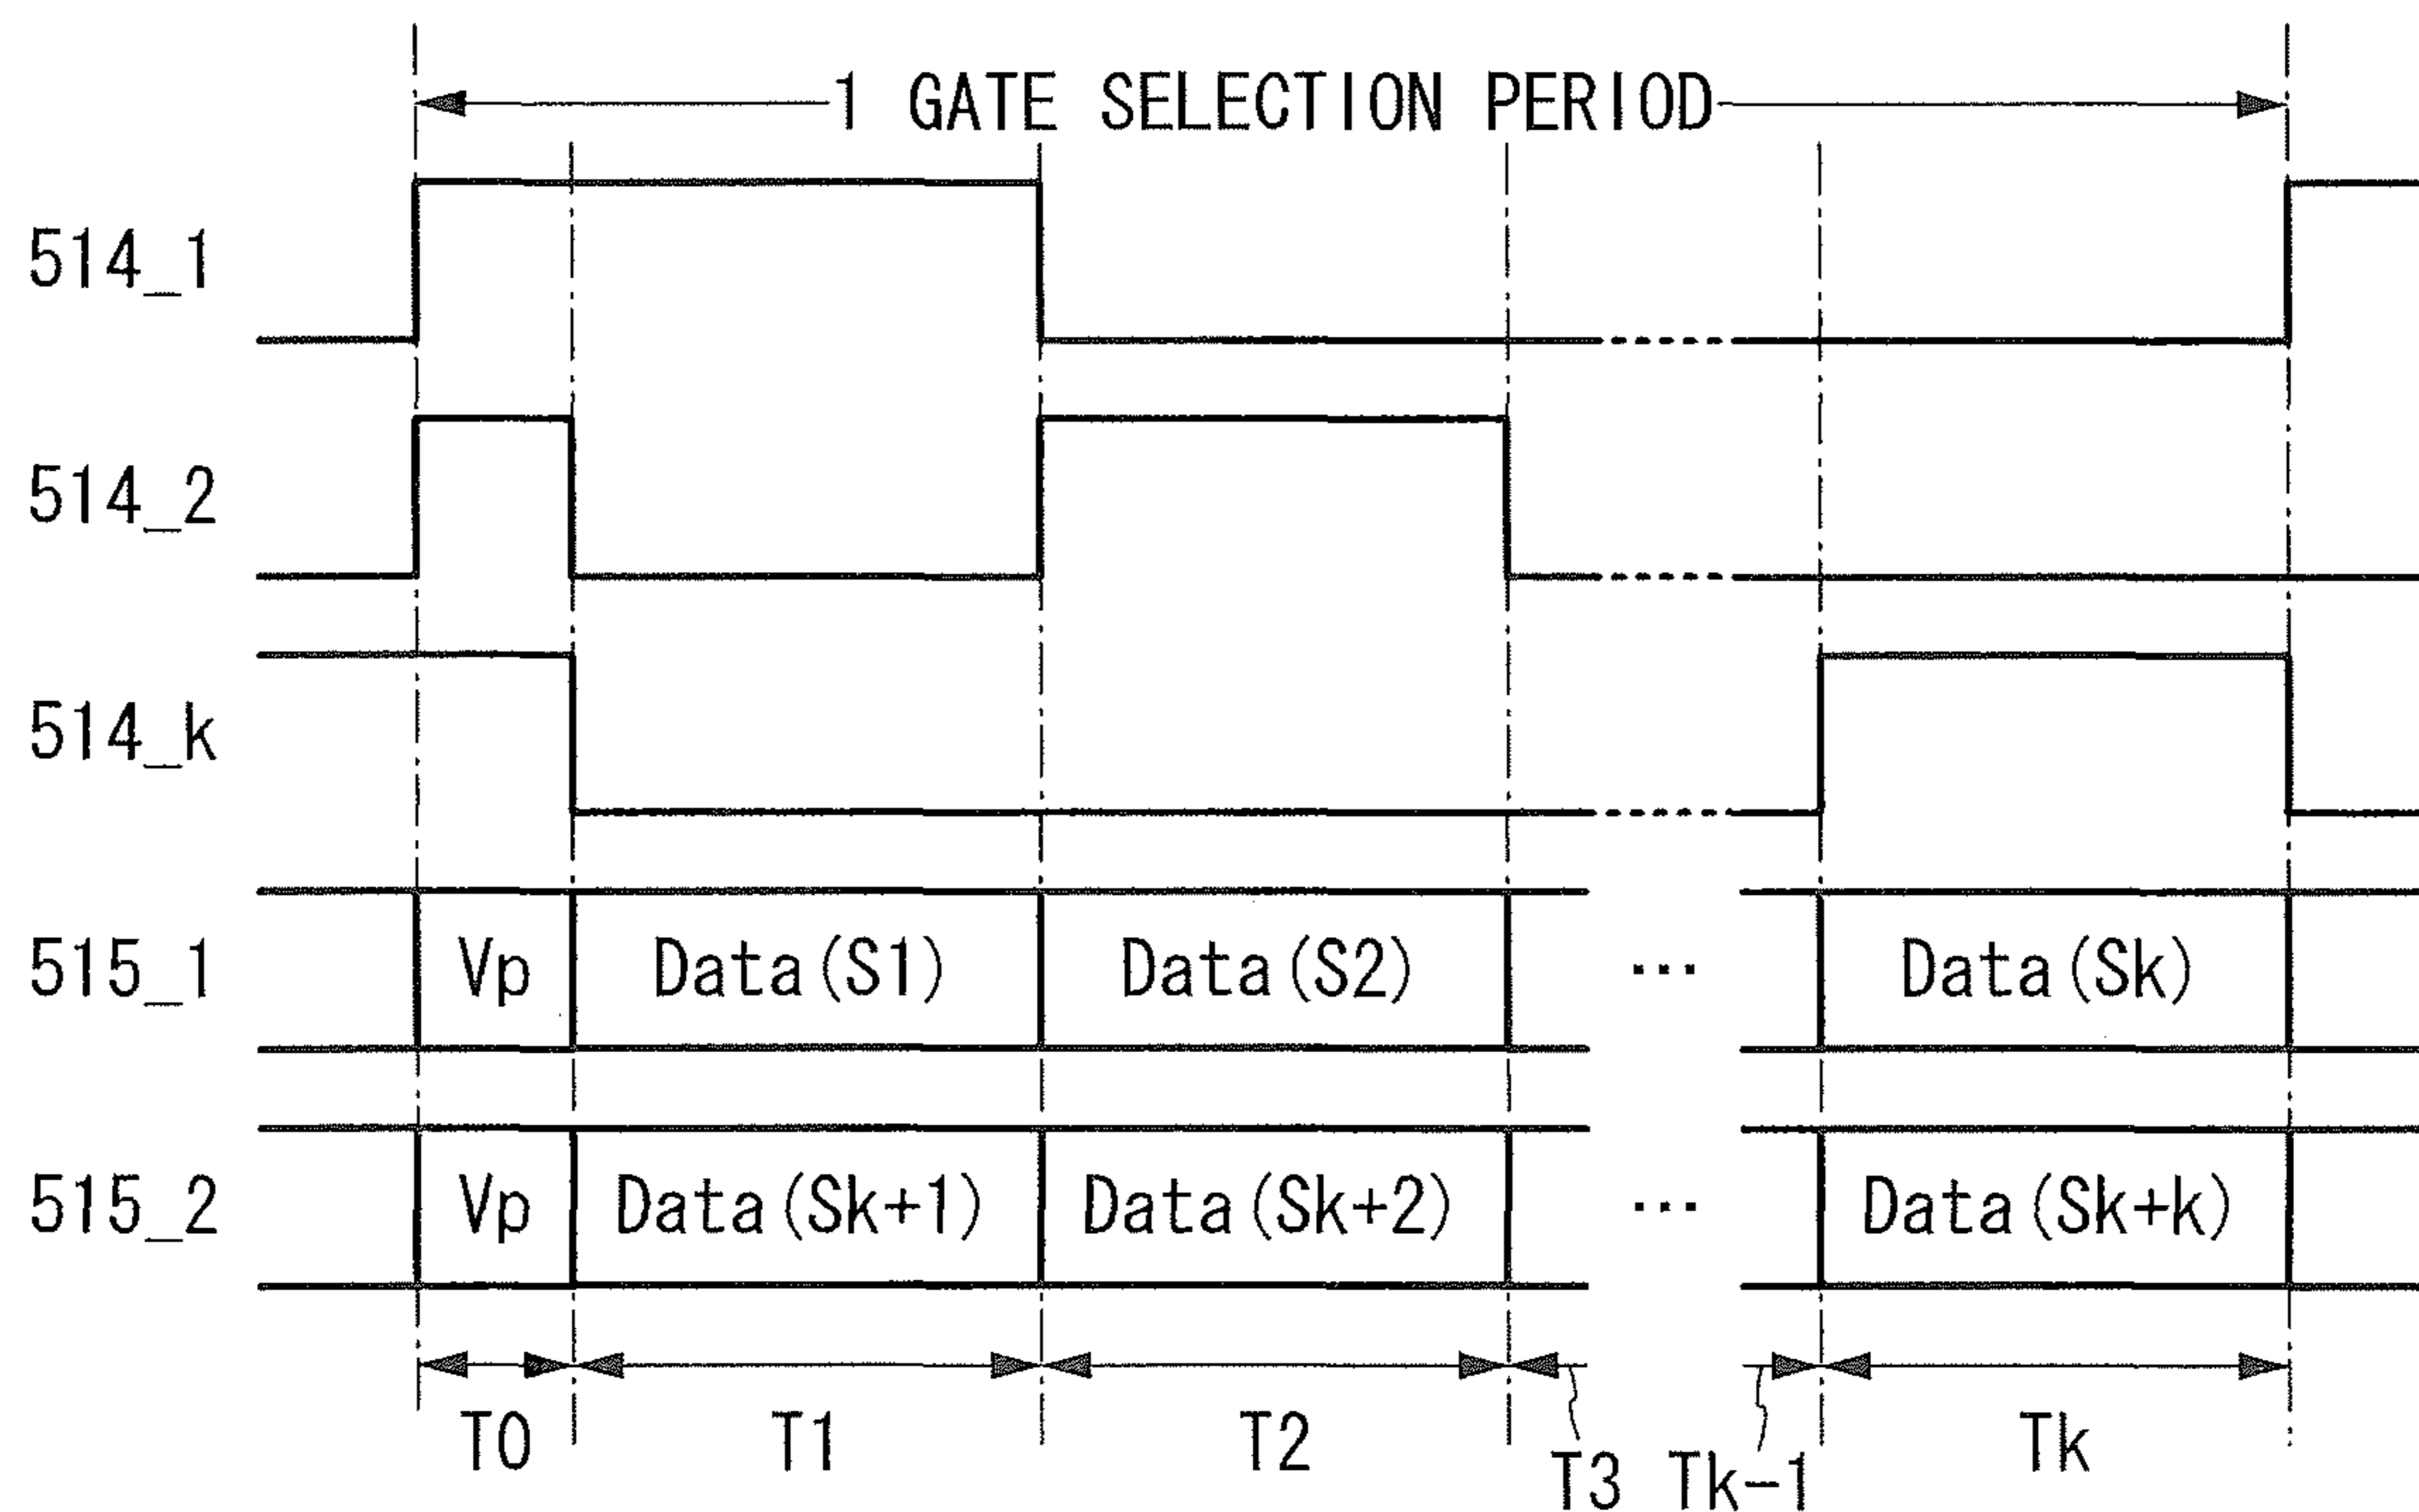 1 GATE SELECTION PERIOD
514_1
514_2
514_k
515_1 Vp Data(S1) Data(S2) ... Data(Sk)
515_2 Vp Data(Sk+1) Data(Sk+2) ... Data(Sk+k)
T0 T1 T2 T3 Tk-1 Tk